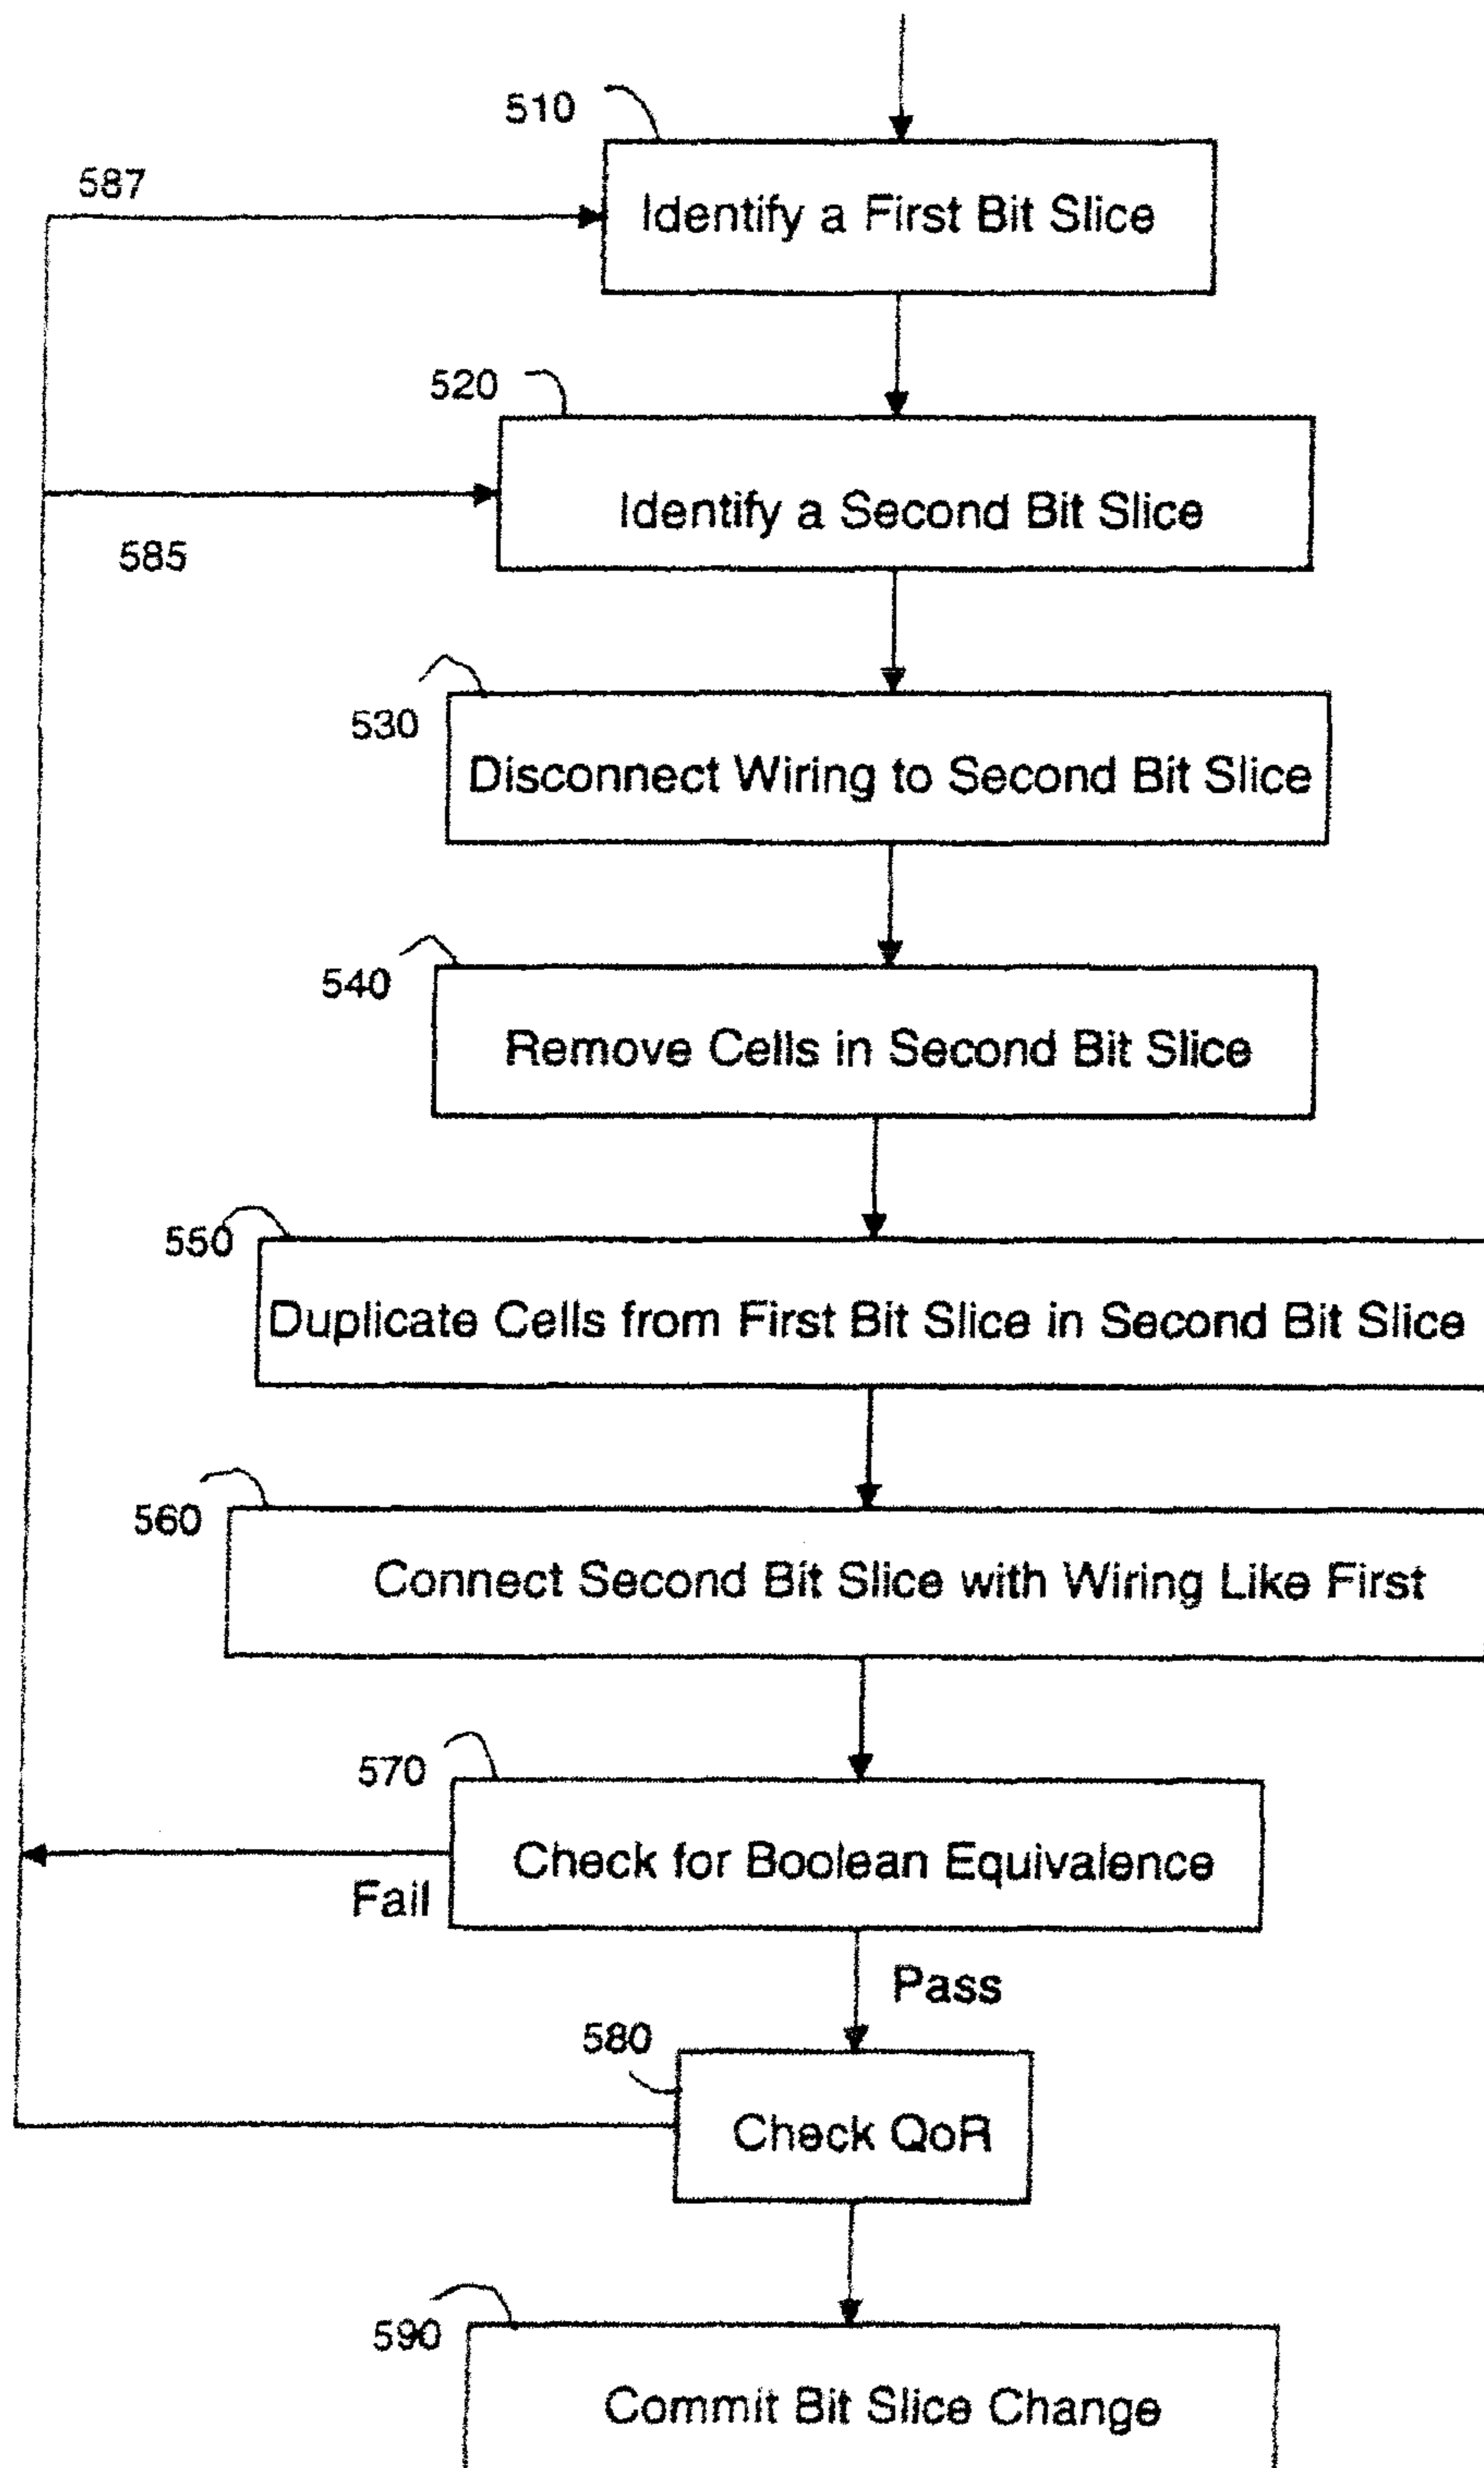 510
587
Identify a First Bit Slice
520
Identify a Second Bit Slice
585
530
Disconnect Wiring to Second Bit Slice
540
Remove Cells in Second Bit Slice
550
Duplicate Cells from First Bit Slice in Second Bit Slice
560
Connect Second Bit Slice with Wiring Like First
570
Check for Boolean Equivalence
Fail
Pass
580
Check QoR
590
Commit Bit Slice Change